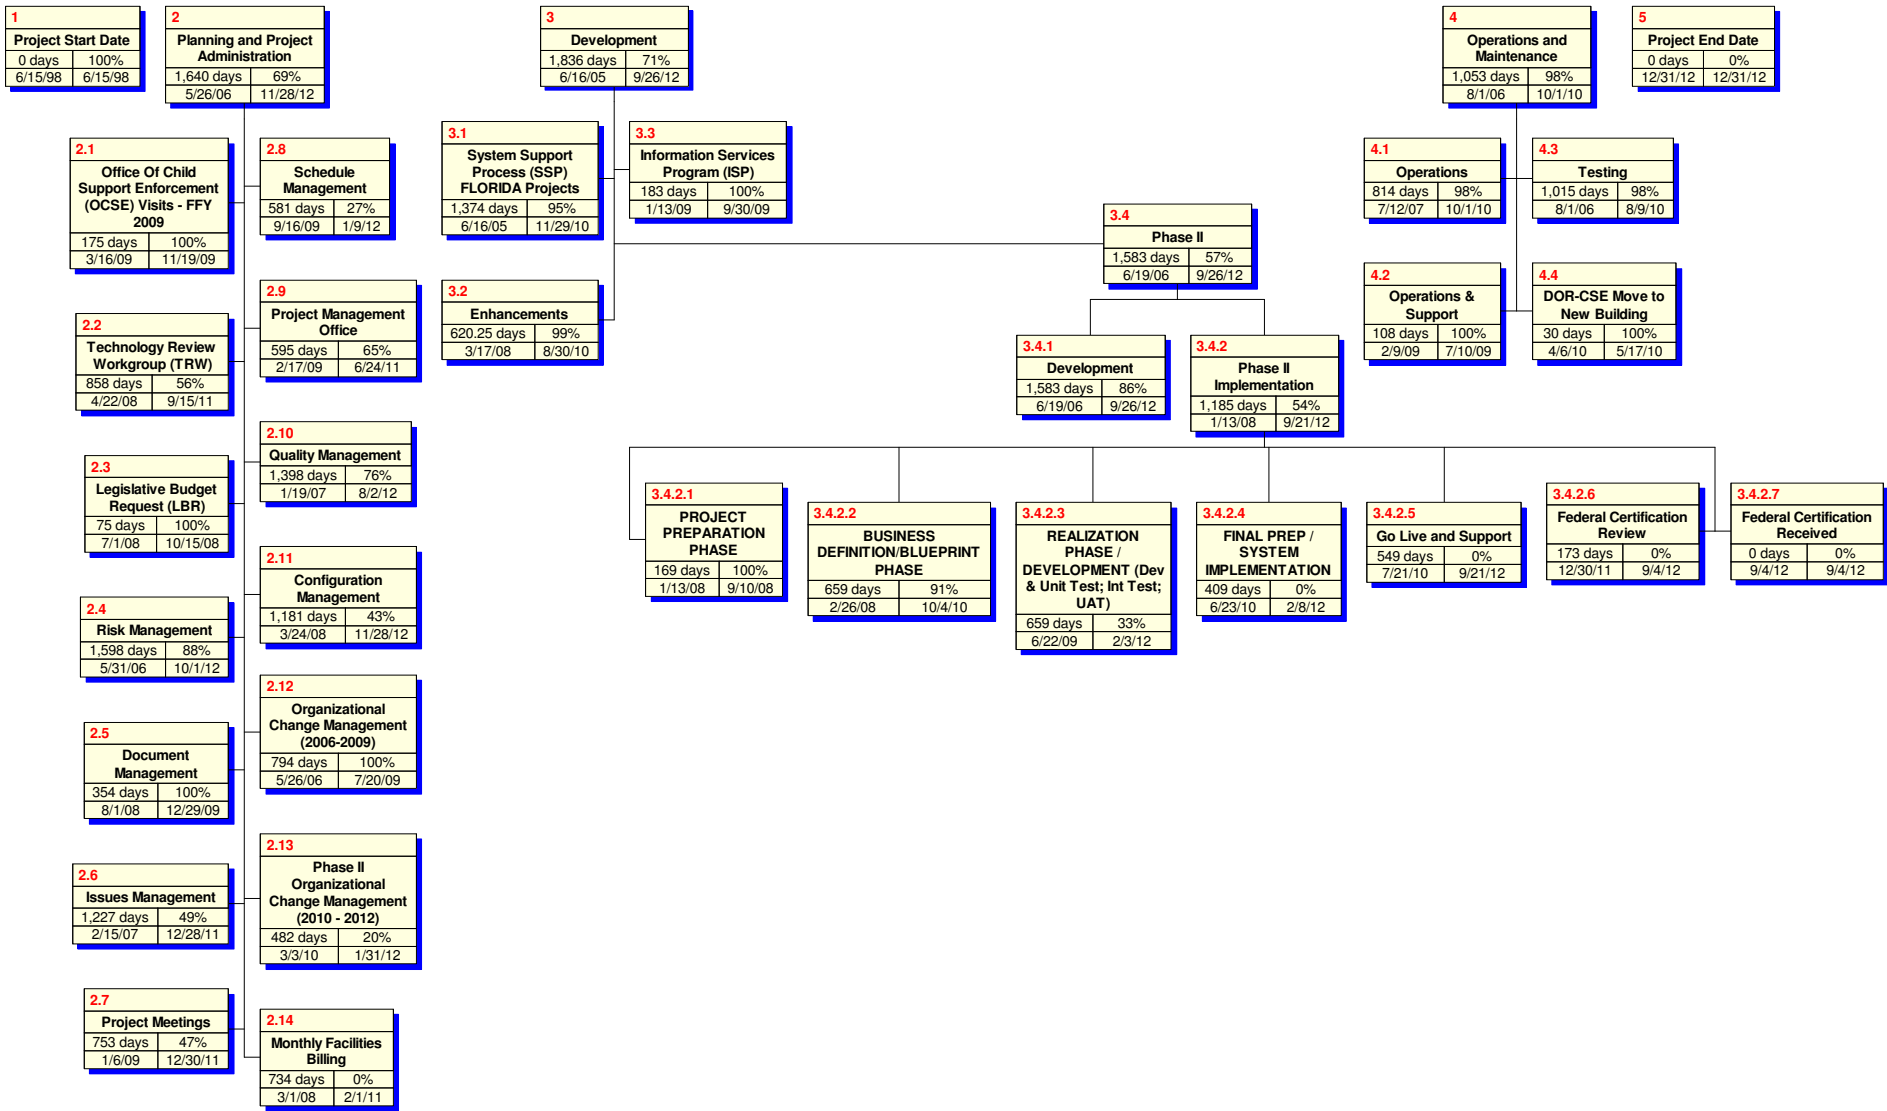 1
Project Start Date
0 days 100%
6/15/98 6/15/98
2
Planning and Project
Administration
1,640 days 69%
5/26/06 11/28/12
3
Development
1,836 days 71%
6/16/05 9/26/12
4
Operations and
Maintenance
1,053 days 98%
8/1/06 10/1/10
5
Project End Date
0 days 0%
12/31/12 12/31/12
2.1
Office Of Child
Support Enforcement
(OCSE) Visits - FFY
2009
175 days 100%
3/16/09 11/19/09
2.2
Technology Review
Workgroup (TRW)
858 days 56%
4/22/08 9/15/11
2.3
Legislative Budget
Request (LBR)
75 days 100%
7/1/08 10/15/08
2.4
Risk Management
1,598 days 88%
5/31/06 10/1/12
2.5
Document
Management
354 days 100%
8/1/08 12/29/09
2.6
Issues Management
1,227 days 49%
2/15/07 12/28/11
2.7
Project Meetings
753 days 47%
1/6/09 12/30/11
2.8
Schedule
Management
581 days 27%
9/16/09 1/9/12
2.9
Project Management
Office
595 days 65%
2/17/09 6/24/11
2.10
Quality Management
1,398 days 76%
1/19/07 8/2/12
2.11
Configuration
Management
1,181 days 43%
3/24/08 11/28/12
2.12
Organizational
Change Management
(2006-2009)
794 days 100%
5/26/06 7/20/09
2.13
Phase II
Organizational
Change Management
(2010 - 2012)
482 days 20%
3/3/10 1/31/12
2.14
Monthly Facilities
Billing
734 days 0%
3/1/08 2/1/11
3.1
System Support
Process (SSP)
FLORIDA Projects
1,374 days 95%
6/16/05 11/29/10
3.2
Enhancements
620.25 days 99%
3/17/08 8/30/10
3.3
Information Services
Program (ISP)
183 days 100%
1/13/09 9/30/09
3.4
Phase II
1,583 days 57%
6/19/06 9/26/12
3.4.1
Development
1,583 days 86%
6/19/06 9/26/12
3.4.2
Phase II
Implementation
1,185 days 54%
1/13/08 9/21/12
3.4.2.1
PROJECT
PREPARATION
PHASE
169 days 100%
1/13/08 9/10/08
3.4.2.2
BUSINESS
DEFINITION/BLUEPRINT
PHASE
659 days 91%
2/26/08 10/4/10
3.4.2.3
REALIZATION
PHASE /
DEVELOPMENT (Dev
& Unit Test; Int Test;
UAT)
659 days 33%
6/22/09 2/3/12
3.4.2.4
FINAL PREP /
SYSTEM
IMPLEMENTATION
409 days 0%
6/23/10 2/8/12
3.4.2.5
Go Live and Support
549 days 0%
7/21/10 9/21/12
3.4.2.6
Federal Certification
Review
173 days 0%
12/30/11 9/4/12
3.4.2.7
Federal Certification
Received
0 days 0%
9/4/12 9/4/12
4.1
Operations
814 days 98%
7/12/07 10/1/10
4.2
Operations &
Support
108 days 100%
2/9/09 7/10/09
4.3
Testing
1,015 days 98%
8/1/06 8/9/10
4.4
DOR-CSE Move to
New Building
30 days 100%
4/6/10 5/17/10